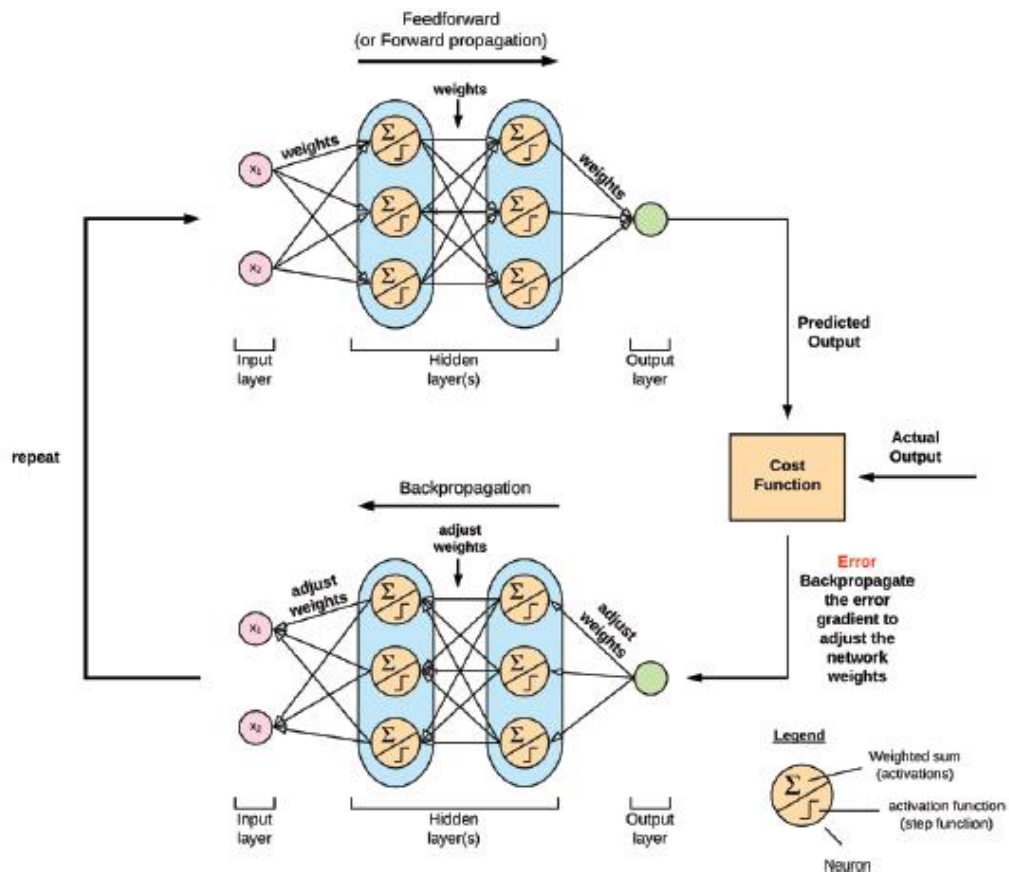 Feedforward
(or Forward propagation)
weights
weights
weights
Σ
Σ
Σ
Σ
Σ
Σ
x₁
x₂
Input
layer
Hidden
layer(s)
Output
layer
Predicted
Output
repeat
Cost
Function
Actual
Output
Backpropagation
adjust
weights
adjust
weights
adjust
weights
Σ
Σ
Σ
Σ
Σ
Σ
x₁
x₂
Error
Backpropagate
the error
gradient to
adjust the
network
weights
Input
layer
Hidden
layer(s)
Output
layer
Legend
Σ
Weighted sum
(activations)
activation function
(step function)
Neuron